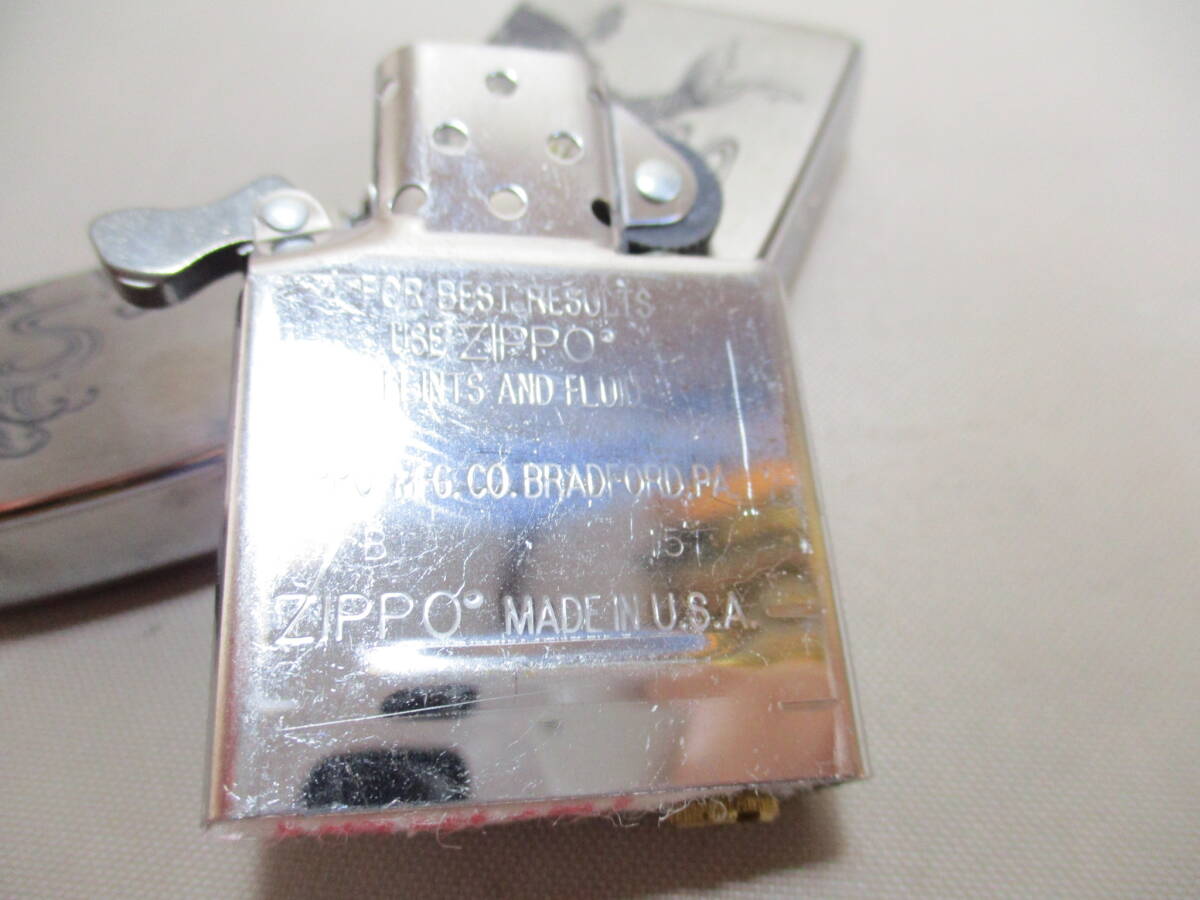 FOR BEST RESULTS
USE ZIPPO
FLINTS AND FLUID
MFG. CO. BRADFORD, PA
B 15
ZIPPO MADE IN U.S.A.